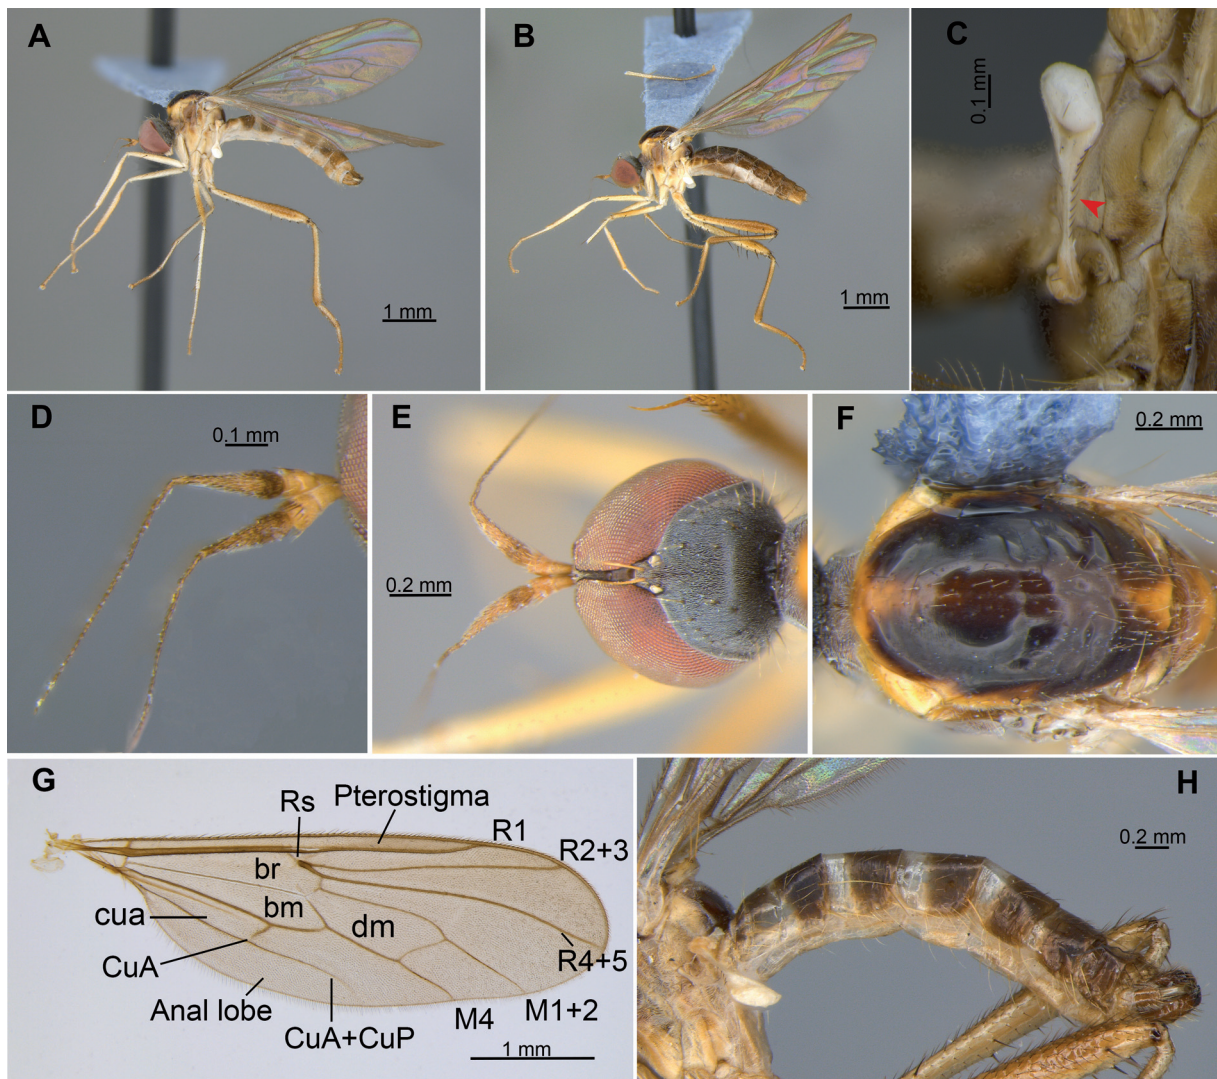 A
1 mm
B
1 mm
C
0.1 mm
D
0.1 mm
E
0.2 mm
F
0.2 mm
G
Rs
Pterostigma
R1
R2+3
br
bm
cua
dm
CuA
R4+5
Anal lobe
CuA+CuP
M4
M1+2
1 mm
H
0.2 mm